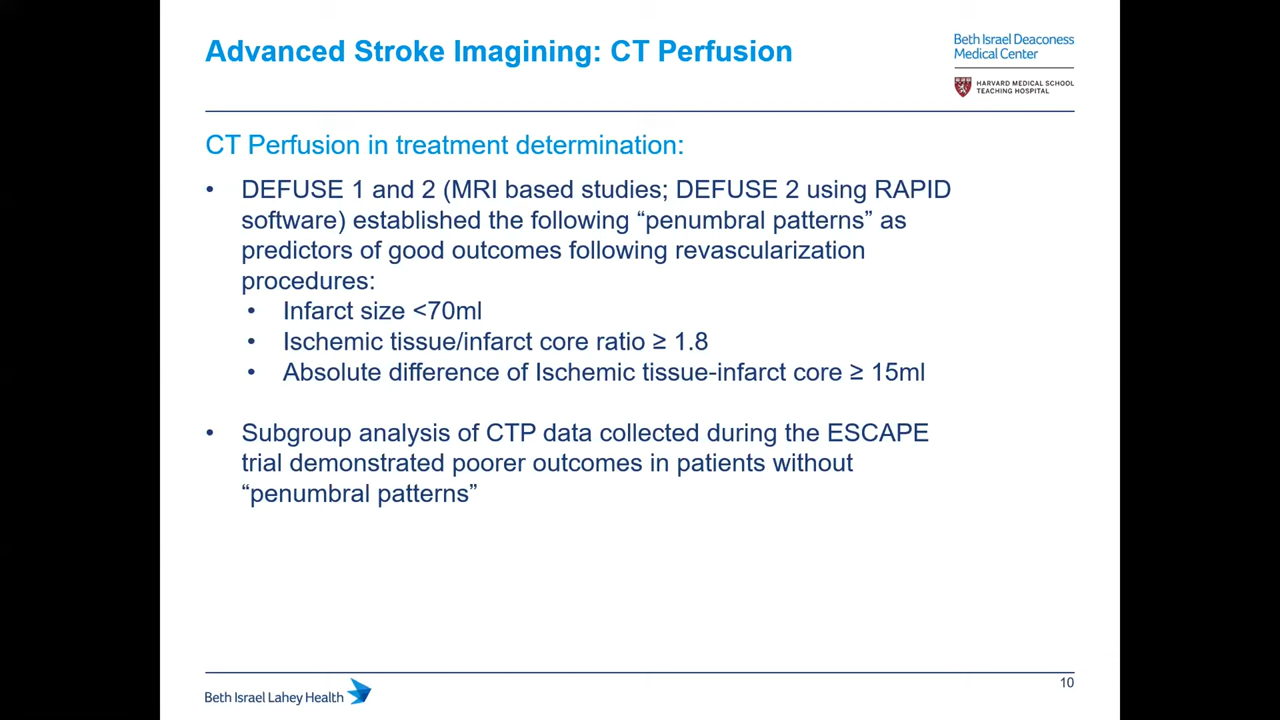 Advanced Stroke Imagining: CT Perfusion
Beth Israel Deaconess
Medical Center
HARVARD MEDICAL SCHOOL
TEACHING HOSPITAL
CT Perfusion in treatment determination:
• DEFUSE 1 and 2 (MRI based studies; DEFUSE 2 using RAPID
software) established the following “penumbral patterns” as
predictors of good outcomes following revascularization
procedures:
• Infarct size <70ml
• Ischemic tissue/infarct core ratio ≥ 1.8
• Absolute difference of Ischemic tissue-infarct core ≥ 15ml
• Subgroup analysis of CTP data collected during the ESCAPE
trial demonstrated poorer outcomes in patients without
“penumbral patterns”
Beth Israel Lahey Health
10